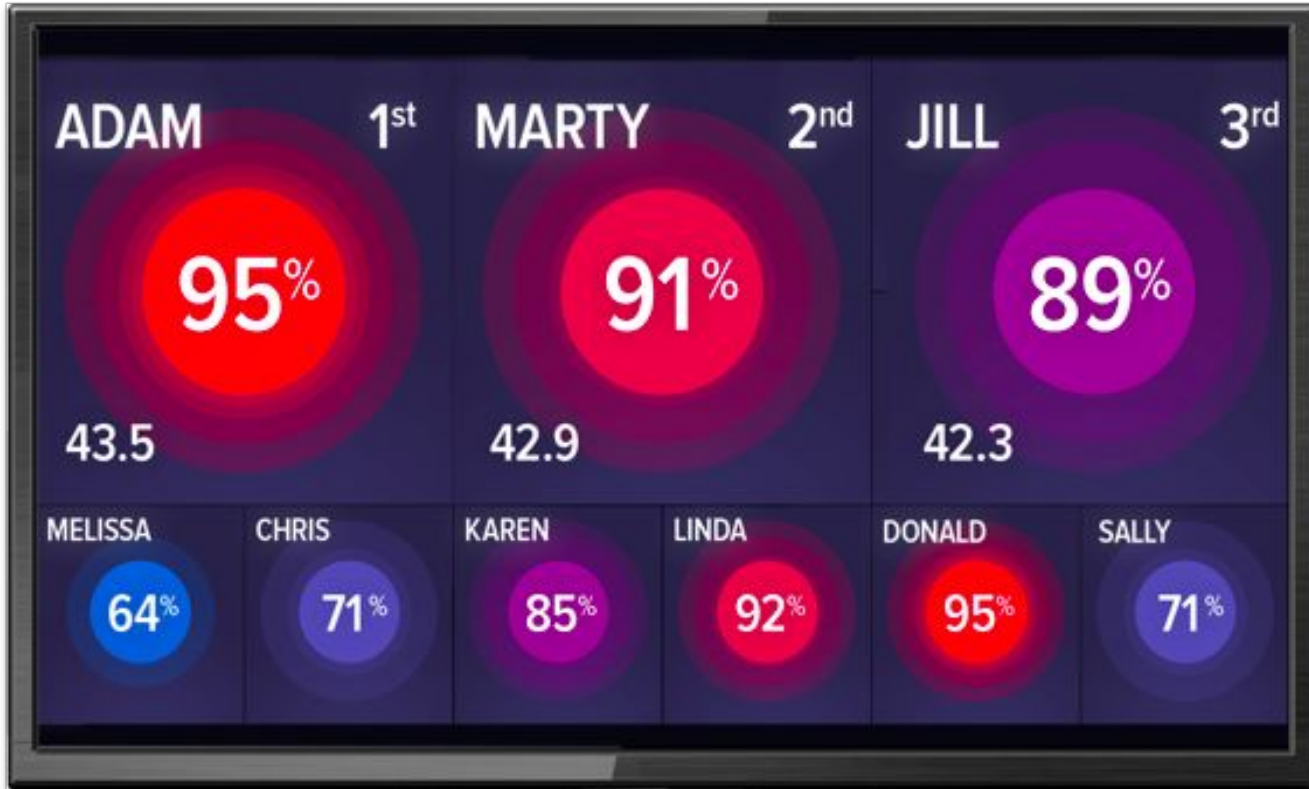 ADAM 1st
95%
43.5
MARTY 2nd
91%
42.9
JILL 3rd
89%
42.3
MELISSA
64%
CHRIS
71%
KAREN
85%
LINDA
92%
DONALD
95%
SALLY
71%